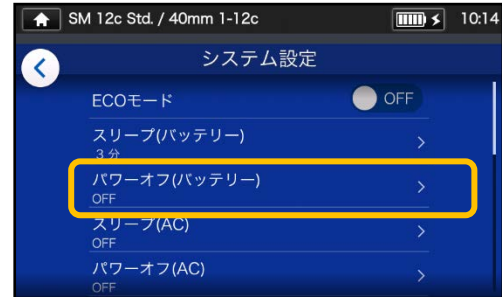 SM 12c Std. / 40mm 1-12c 10:14
システム設定
ECOモード OFF
スリープ(バッテリー)
3 分
パワーオフ(バッテリー)
OFF
スリープ(AC)
OFF
パワーオフ(AC)
OFF